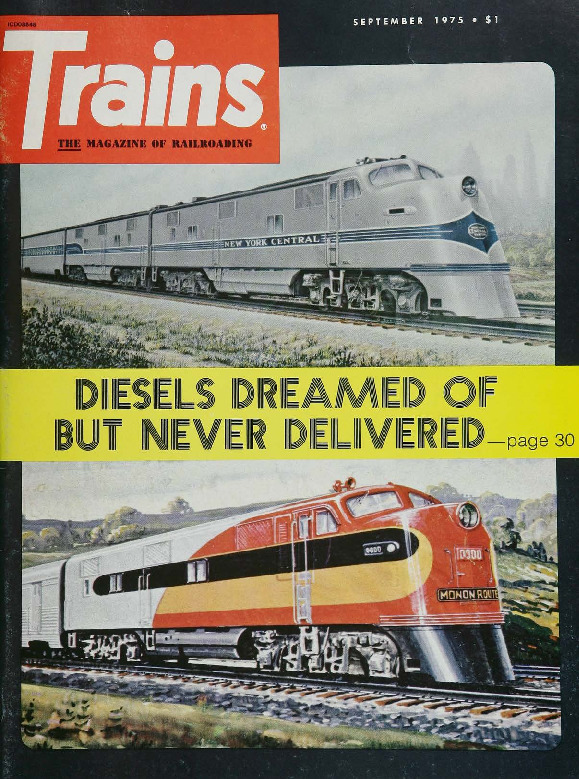 SEPTEMBER 1975 • $1
Trains
THE MAGAZINE OF RAILROADING
NEW YORK CENTRAL
DIESELS DREAMED OF
BUT NEVER DELIVERED—page 30
MONON ROUTE